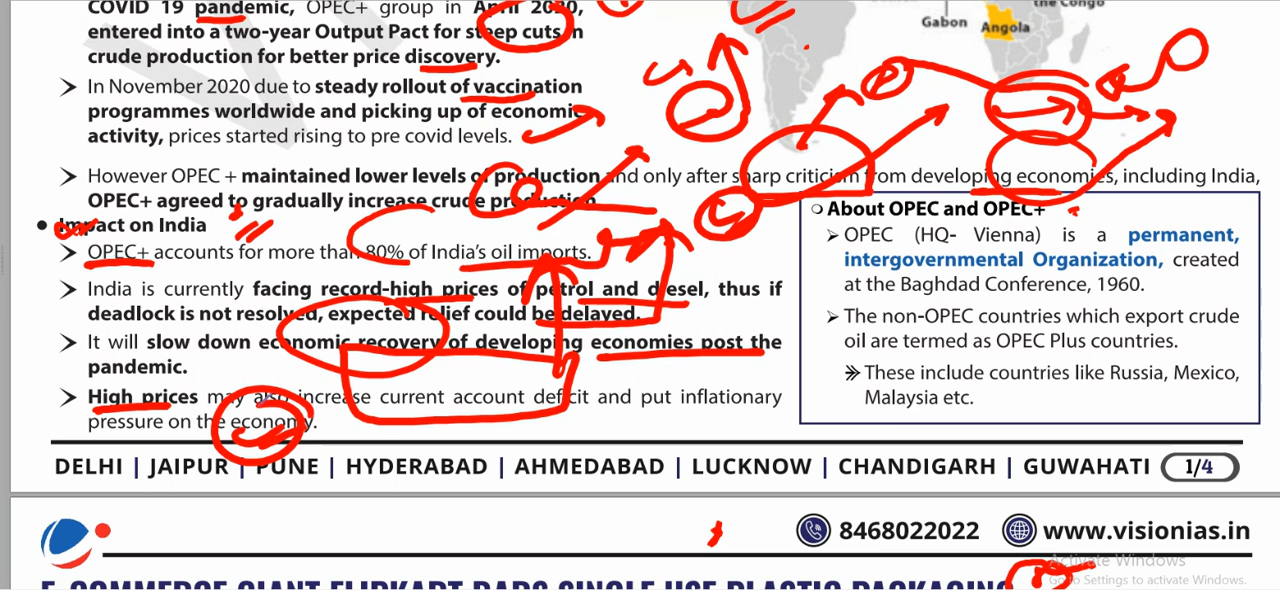 COVID 19 pandemic, OPEC+ group in April 2020,
entered into a two-year Output Pact for steep cuts in
crude production for better price discovery.
➤ In November 2020 due to steady rollout of vaccination
programmes worldwide and picking up of economic
activity, prices started rising to pre covid levels.
the Congo
Gabon
Angola
➤ However OPEC + maintained lower levels of production and only after sharp criticism from developing economies, including India,
OPEC+ agreed to gradually increase crude production.
● Impact on India
➤ OPEC+ accounts for more than 80% of India's oil imports.
➤ India is currently facing record-high prices of petrol and diesel, thus if
deadlock is not resolved, expected relief could be delayed.
➤ It will slow down economic recovery of developing economies post the
pandemic.
➤ High prices may also increase current account deficit and put inflationary
pressure on the economy.
○ About OPEC and OPEC+
➤ OPEC (HQ- Vienna) is a permanent,
intergovernmental Organization, created
at the Baghdad Conference, 1960.
➤ The non-OPEC countries which export crude
oil are termed as OPEC Plus countries.
These include countries like Russia, Mexico,
Malaysia etc.
DELHI | JAIPUR | PUNE | HYDERABAD | AHMEDABAD | LUCKNOW | CHANDIGARH | GUWAHATI 1/4
8468022022 www.visionias.in
Activate Windows
Go to Settings to activate Windows.
E-COMMERCE GIANT FLIPKART BARS SINGLE USE PLASTIC PACKAGING